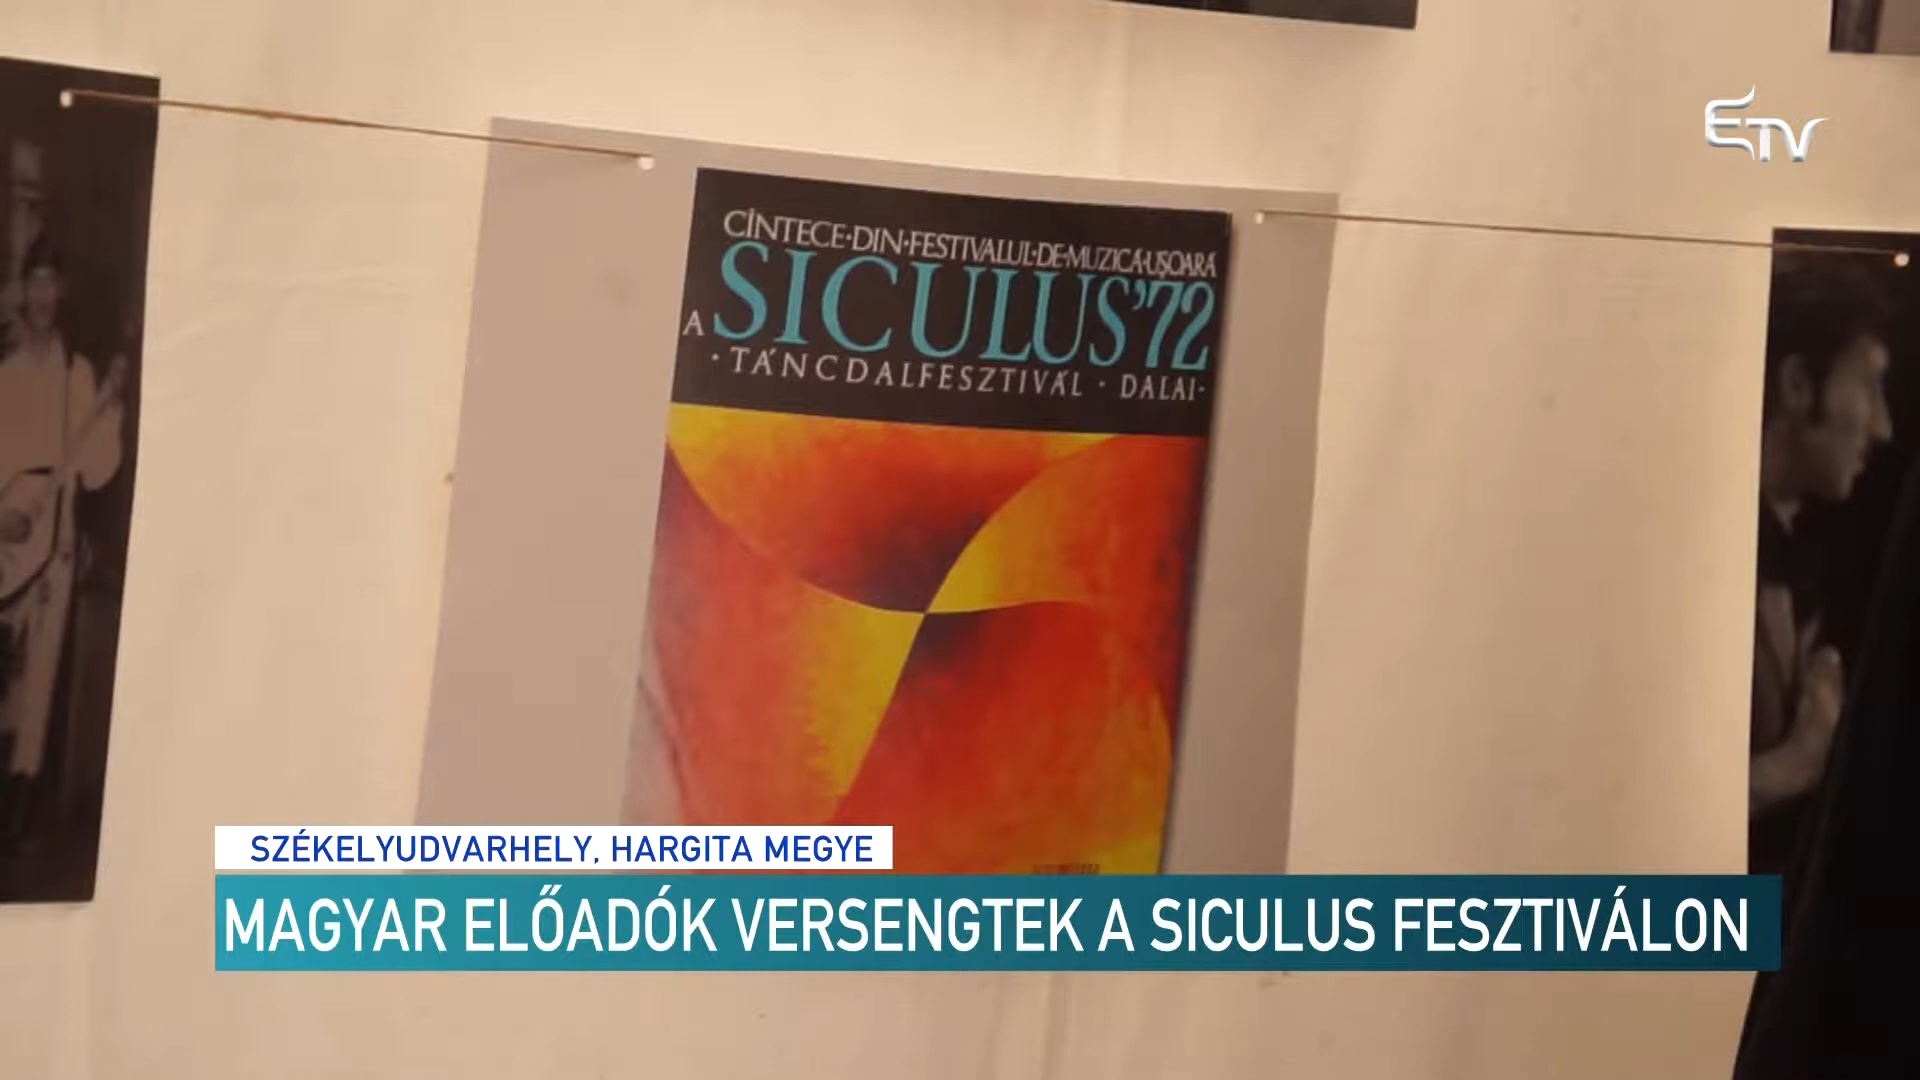 ETV
CÎNTECE·DIN·FESTIVALUL·DE·MUZICĂ·UȘOARĂ
A SICULUS'72
·TÁNCDALFESZTIVÁL · DALAI·
SZÉKELYUDVARHELY, HARGITA MEGYE
MAGYAR ELŐADÓK VERSENGTEK A SICULUS FESZTIVÁLON